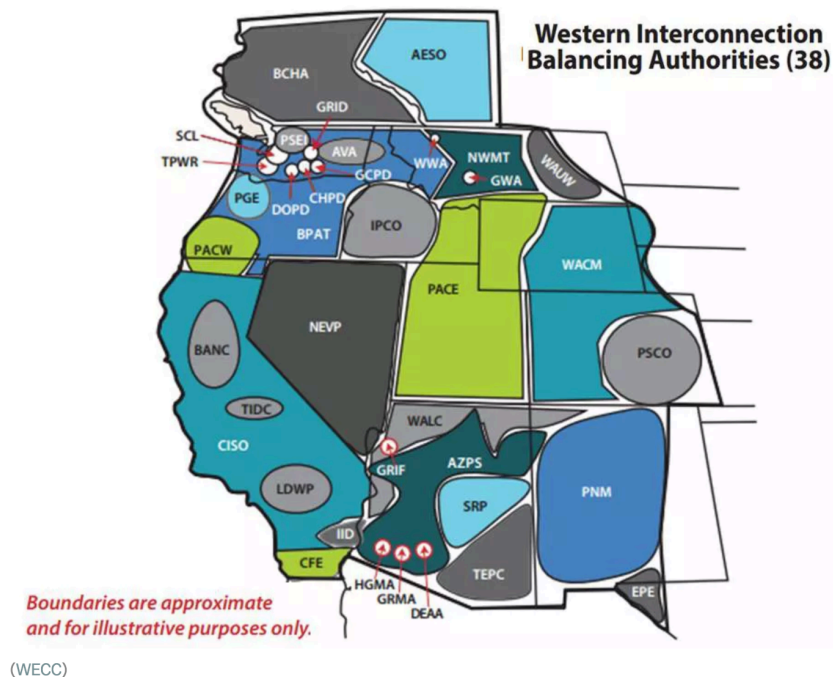 Western Interconnection
Balancing Authorities (38)
AESO
BCHA
GRID
SCL
PSEI
AVA
TPWR
WWA
NWMT
WAUW
GCPD
GWA
PGE
CHPD
DOPD
BPAT
IPCO
PACW
WACM
PACE
NEVP
BANC
PSCO
TIDC
WALC
CISO
GRIF
AZPS
LDWP
SRP
PNM
IID
CFE
TEPC
HGMA
GRMA
DEAA
EPE
Boundaries are approximate
and for illustrative purposes only.
(WECC)